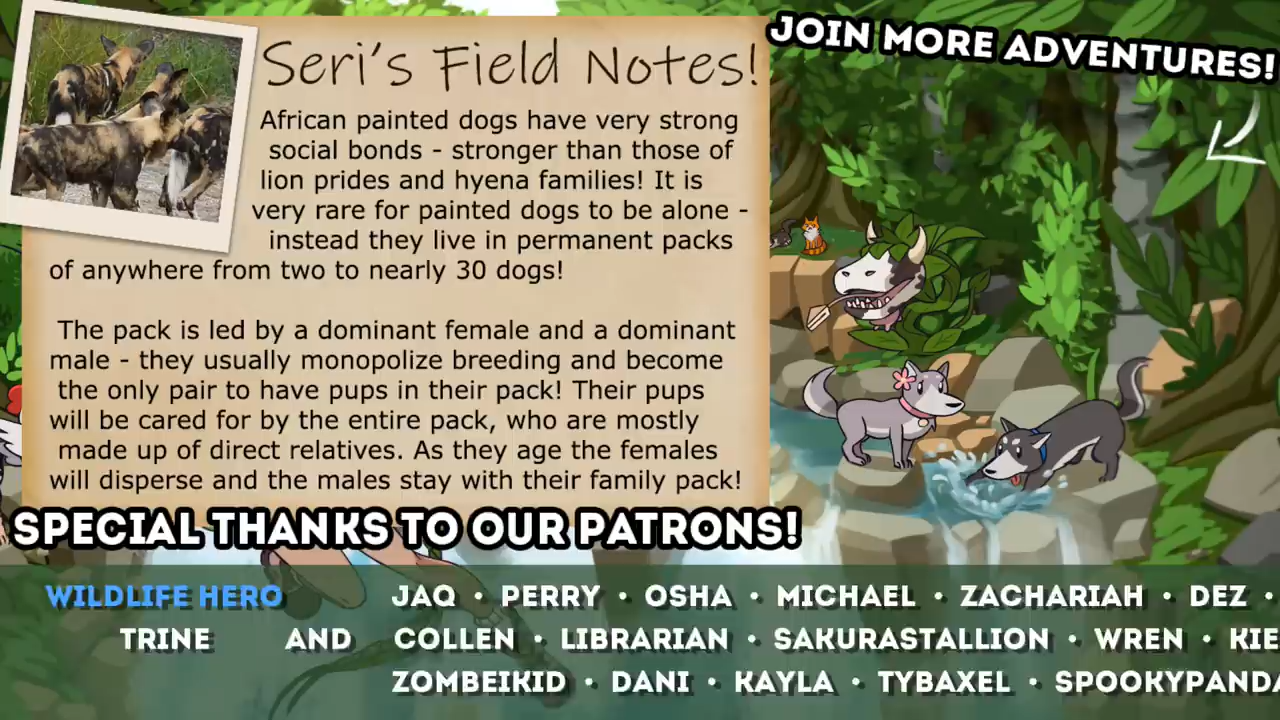 Seri's Field Notes!
African painted dogs have very strong
social bonds - stronger than those of
lion prides and hyena families! It is
very rare for painted dogs to be alone -
instead they live in permanent packs
of anywhere from two to nearly 30 dogs!
The pack is led by a dominant female and a dominant
male - they usually monopolize breeding and become
the only pair to have pups in their pack! Their pups
will be cared for by the entire pack, who are mostly
made up of direct relatives. As they age the females
will disperse and the males stay with their family pack!
JOIN MORE ADVENTURES!
SPECIAL THANKS TO OUR PATRONS!
WILDLIFE HERO
TRINE AND
JAQ • PERRY • OSHA • MICHAEL • ZACHARIAH • DEZ •
COLLEN • LIBRARIAN • SAKURASTALLION • WREN • KIE
ZOMBEIKID • DANI • KAYLA • TYBAXEL • SPOOKYPANDA